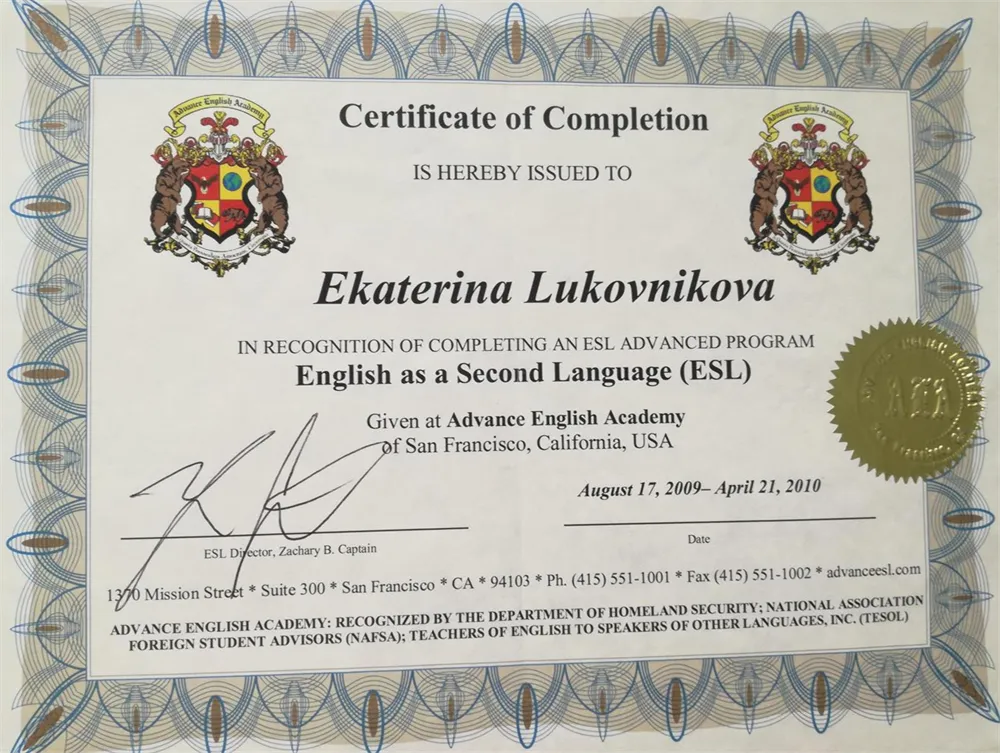 Advance English Academy
Advance English Academy
Certificate of Completion
IS HEREBY ISSUED TO
Ekaterina Lukovnikova
IN RECOGNITION OF COMPLETING AN ESL ADVANCED PROGRAM
English as a Second Language (ESL)
Given at Advance English Academy
of San Francisco, California, USA
August 17, 2009– April 21, 2010
ESL Director, Zachary B. Captain
Date
1370 Mission Street * Suite 300 * San Francisco * CA * 94103 * Ph. (415) 551-1001 * Fax (415) 551-1002 * advanceesl.com
ADVANCE ENGLISH ACADEMY: RECOGNIZED BY THE DEPARTMENT OF HOMELAND SECURITY; NATIONAL ASSOCIATION
FOREIGN STUDENT ADVISORS (NAFSA); TEACHERS OF ENGLISH TO SPEAKERS OF OTHER LANGUAGES, INC. (TESOL)
AEA